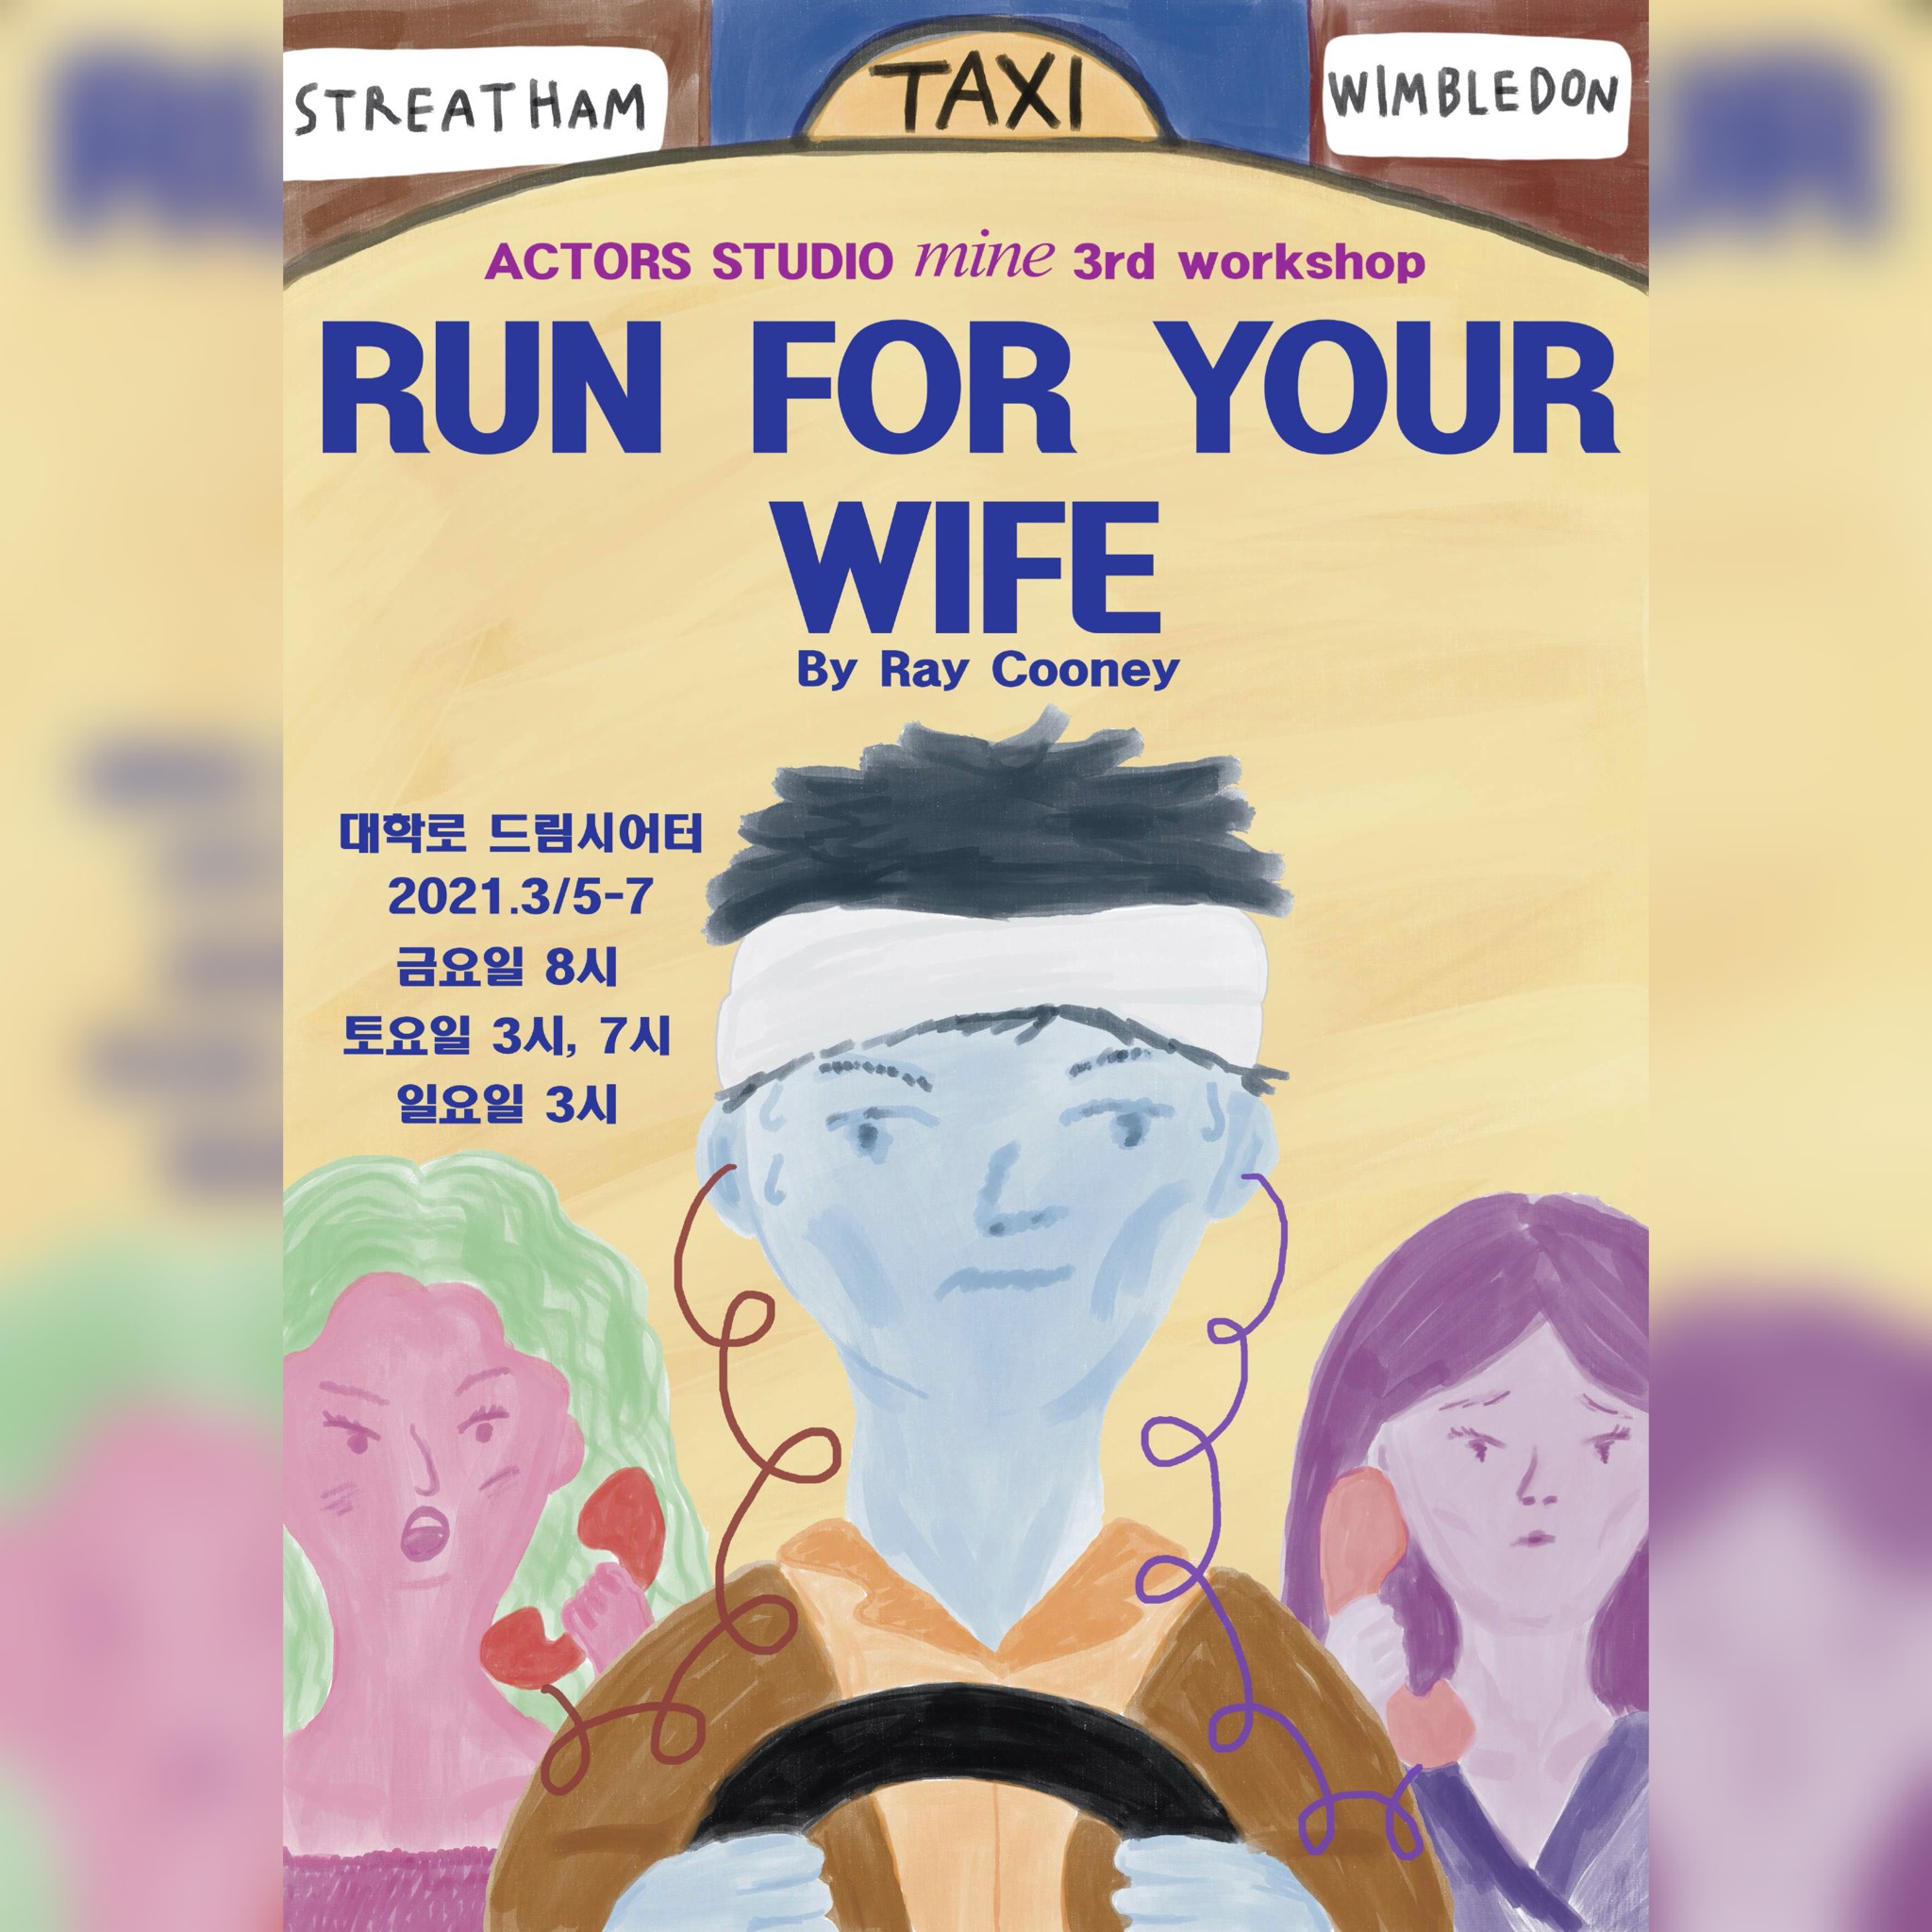 STREATHAM
TAXI
WIMBLEDON
ACTORS STUDIO mine 3rd workshop
RUN FOR YOUR
WIFE
By Ray Cooney
대학로 드림시어터
2021.3/5-7
금요일 8시
토요일 3시, 7시
일요일 3시